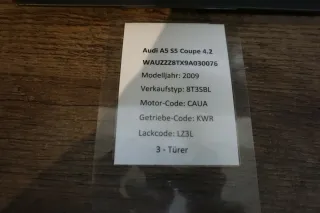 Audi A5 S5 Coupe 4.2
WAUZZZ8TX9A030076
Modelljahr: 2009
Verkaufstyp: 8T35BL
Motor-Code: CAUA
Getriebe-Code: KWR
Lackcode: LZ3L
3 - Türer